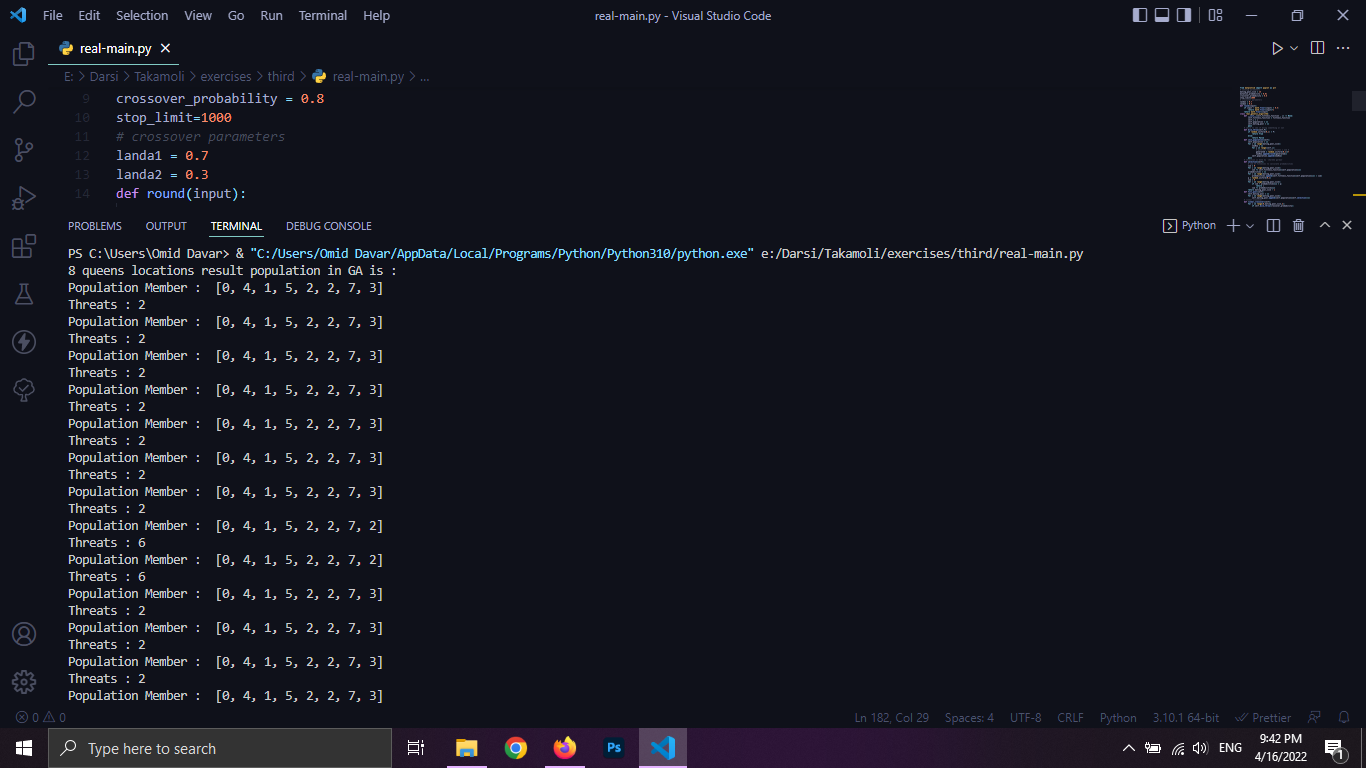 File Edit Selection View Go Run Terminal Help real-main.py - Visual Studio Code
real-main.py
E: > Darsi > Takamoli > exercises > third > real-main.py > ...
9 crossover_probability = 0.8
10 stop_limit=1000
11 # crossover parameters
12 landa1 = 0.7
13 landa2 = 0.3
14 def round(input):
PROBLEMS OUTPUT TERMINAL DEBUG CONSOLE Python
PS C:\Users\Omid Davar> & "C:/Users/Omid Davar/AppData/Local/Programs/Python/Python310/python.exe" e:/Darsi/Takamoli/exercises/third/real-main.py
8 queens locations result population in GA is :
Population Member :  [0, 4, 1, 5, 2, 2, 7, 3]
Threats : 2
Population Member :  [0, 4, 1, 5, 2, 2, 7, 3]
Threats : 2
Population Member :  [0, 4, 1, 5, 2, 2, 7, 3]
Threats : 2
Population Member :  [0, 4, 1, 5, 2, 2, 7, 3]
Threats : 2
Population Member :  [0, 4, 1, 5, 2, 2, 7, 3]
Threats : 2
Population Member :  [0, 4, 1, 5, 2, 2, 7, 3]
Threats : 2
Population Member :  [0, 4, 1, 5, 2, 2, 7, 3]
Threats : 2
Population Member :  [0, 4, 1, 5, 2, 2, 7, 2]
Threats : 6
Population Member :  [0, 4, 1, 5, 2, 2, 7, 2]
Threats : 6
Population Member :  [0, 4, 1, 5, 2, 2, 7, 3]
Threats : 2
Population Member :  [0, 4, 1, 5, 2, 2, 7, 3]
Threats : 2
Population Member :  [0, 4, 1, 5, 2, 2, 7, 3]
Threats : 2
Population Member :  [0, 4, 1, 5, 2, 2, 7, 3]
0 0 Ln 182, Col 29 Spaces: 4 UTF-8 CRLF Python 3.10.1 64-bit Prettier
Type here to search Ps ENG 9:42 PM
4/16/2022 1